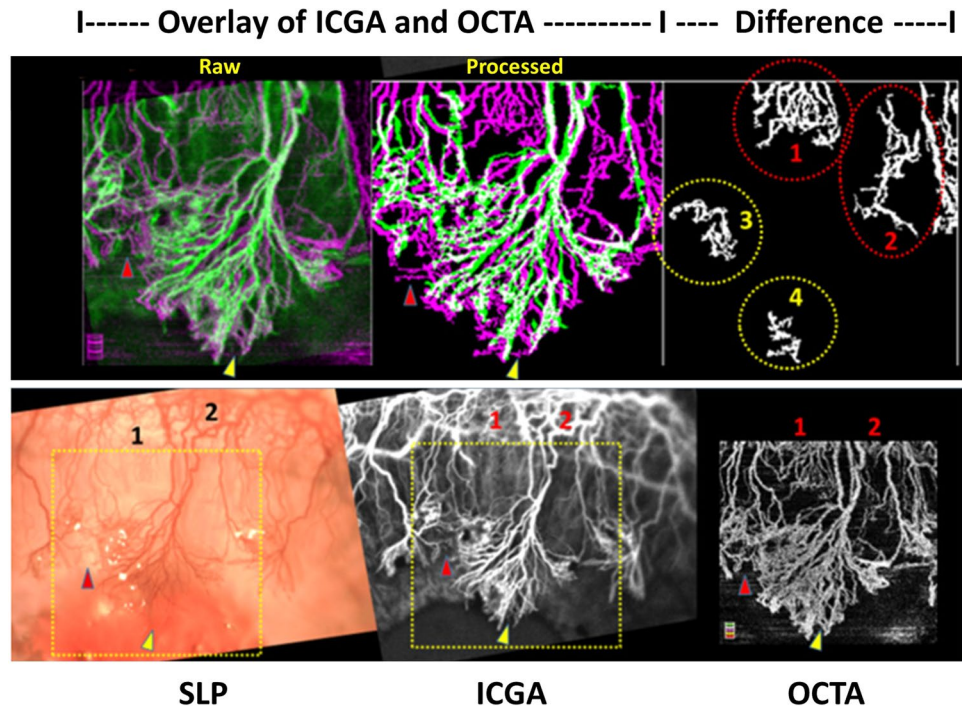 I------ Overlay of ICGA and OCTA ---------- I ---- Difference -----I
Raw
Processed
1
2
3
4
1
2
1
2
1
2
SLP
ICGA
OCTA